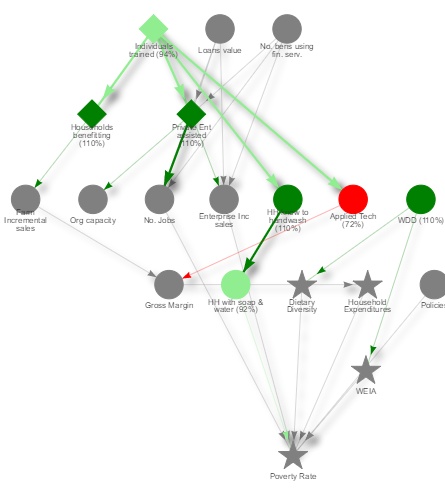 Individuals
trained (94%)
Loans value
No. bens using
fin. serv.
Households
benefitting
(110%)
Private Ent
assisted
(110%)
Farm
Incremental
sales
Org capacity
No. Jobs
Enterprise Inc
sales
HH know to
handwash
(110%)
Applied Tech
(72%)
WDD (110%)
Gross Margin
HH with soap &
water (92%)
Dietary
Diversity
Household
Expenditures
Policies
WEIA
Poverty Rate